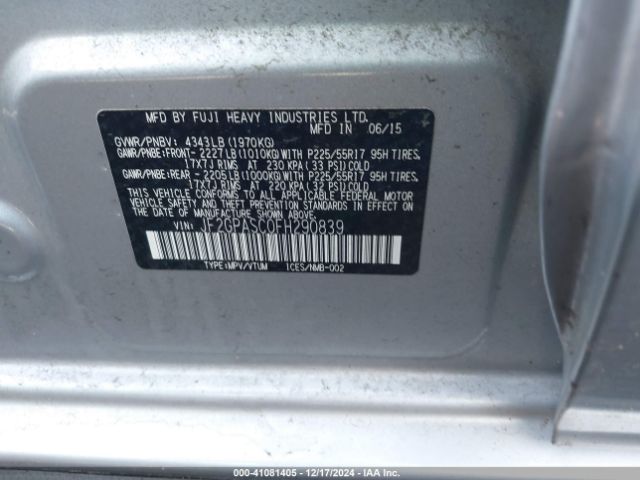 MFD BY FUJI HEAVY INDUSTRIES LTD.
MFD IN 06/15
GVWR/PNBV: 4343LB (1970KG)
GAWR/PNBE:FRONT- 2227LB (1010KG) WITH P225/55R17 95H TIRES.
17X7J RIMS AT 230 KPA ( 33 PSI) COLD
GAWR/PNBE:REAR - 2205LB (1000KG) WITH P225/55R17 95H TIRES.
17X7J RIMS AT 220 KPA ( 32 PSI) COLD
THIS VEHICLE CONFORMS TO ALL APPLICABLE FEDERAL MOTOR
VEHICLE SAFETY, BUMPER, AND THEFT PREVENTION STANDARDS
IN EFFECT ON THE DATE OF MANUFACTURE SHOWN ABOVE.
VIN: JF2GPASC0FH290839
TYPE:MPV/VTUM ICES/NMB-002
000-41081405 - 12/17/2024 - IAAI.COM